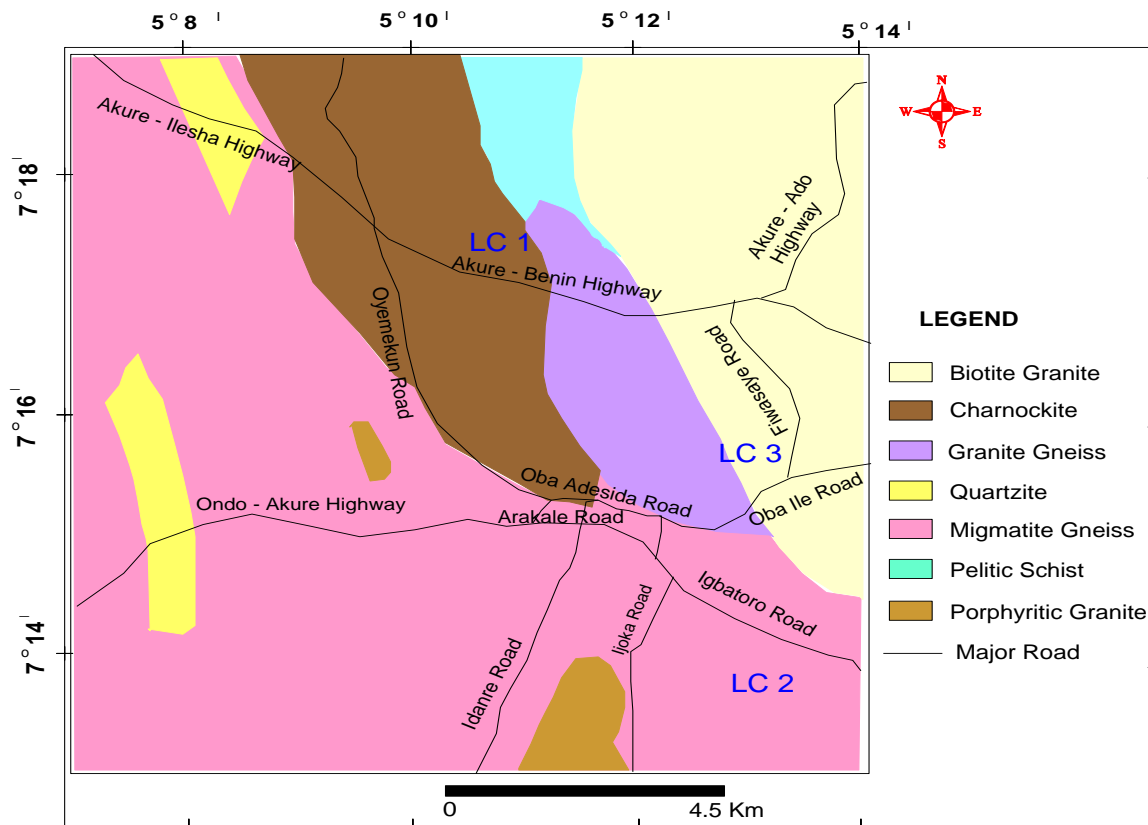 5° 8 ꞌ
5° 10 ꞌ
5° 12 ꞌ
5° 14 ꞌ
N
W
E
S
7° 18 ꞌ
7° 16 ꞌ
7° 14 ꞌ
Akure - Ilesha Highway
Akure - Ado
Highway
LC 1
Akure - Benin Highway
Oyemekun Road
Fiwasaye Road
LC 3
Oba Adesida Road
Oba Ile Road
Ondo - Akure Highway
Arakale Road
Igbatoro Road
Ijoka Road
Idanre Road
LC 2
LEGEND
Biotite Granite
Charnockite
Granite Gneiss
Quartzite
Migmatite Gneiss
Pelitic Schist
Porphyritic Granite
Major Road
0
4.5 Km